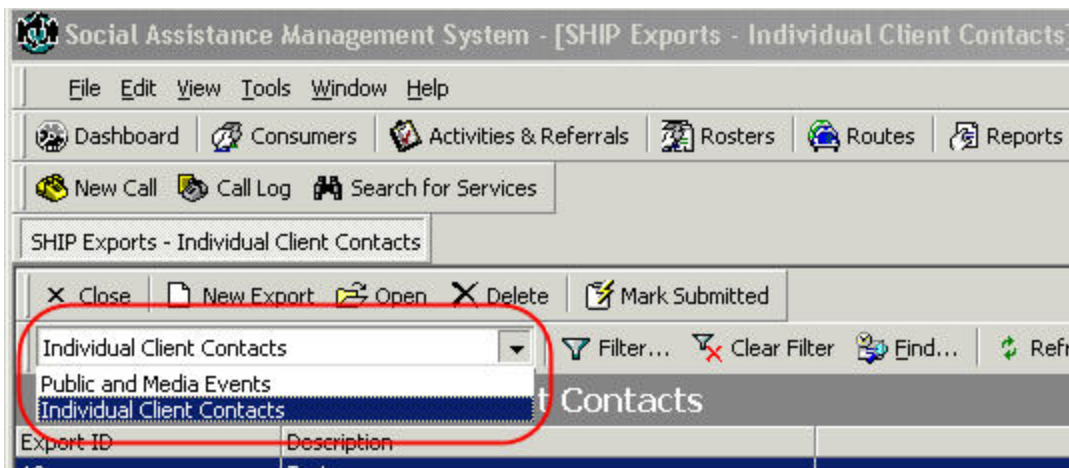 Social Assistance Management System - [SHIP Exports - Individual Client Contacts]
File Edit View Tools Window Help
Dashboard Consumers Activities & Referrals Rosters Routes Reports
New Call Call Log Search for Services
SHIP Exports - Individual Client Contacts
Close New Export Open Delete Mark Submitted
Individual Client Contacts Filter... Clear Filter Find... Refr
Public and Media Events
Individual Client Contacts t Contacts
Export ID Description